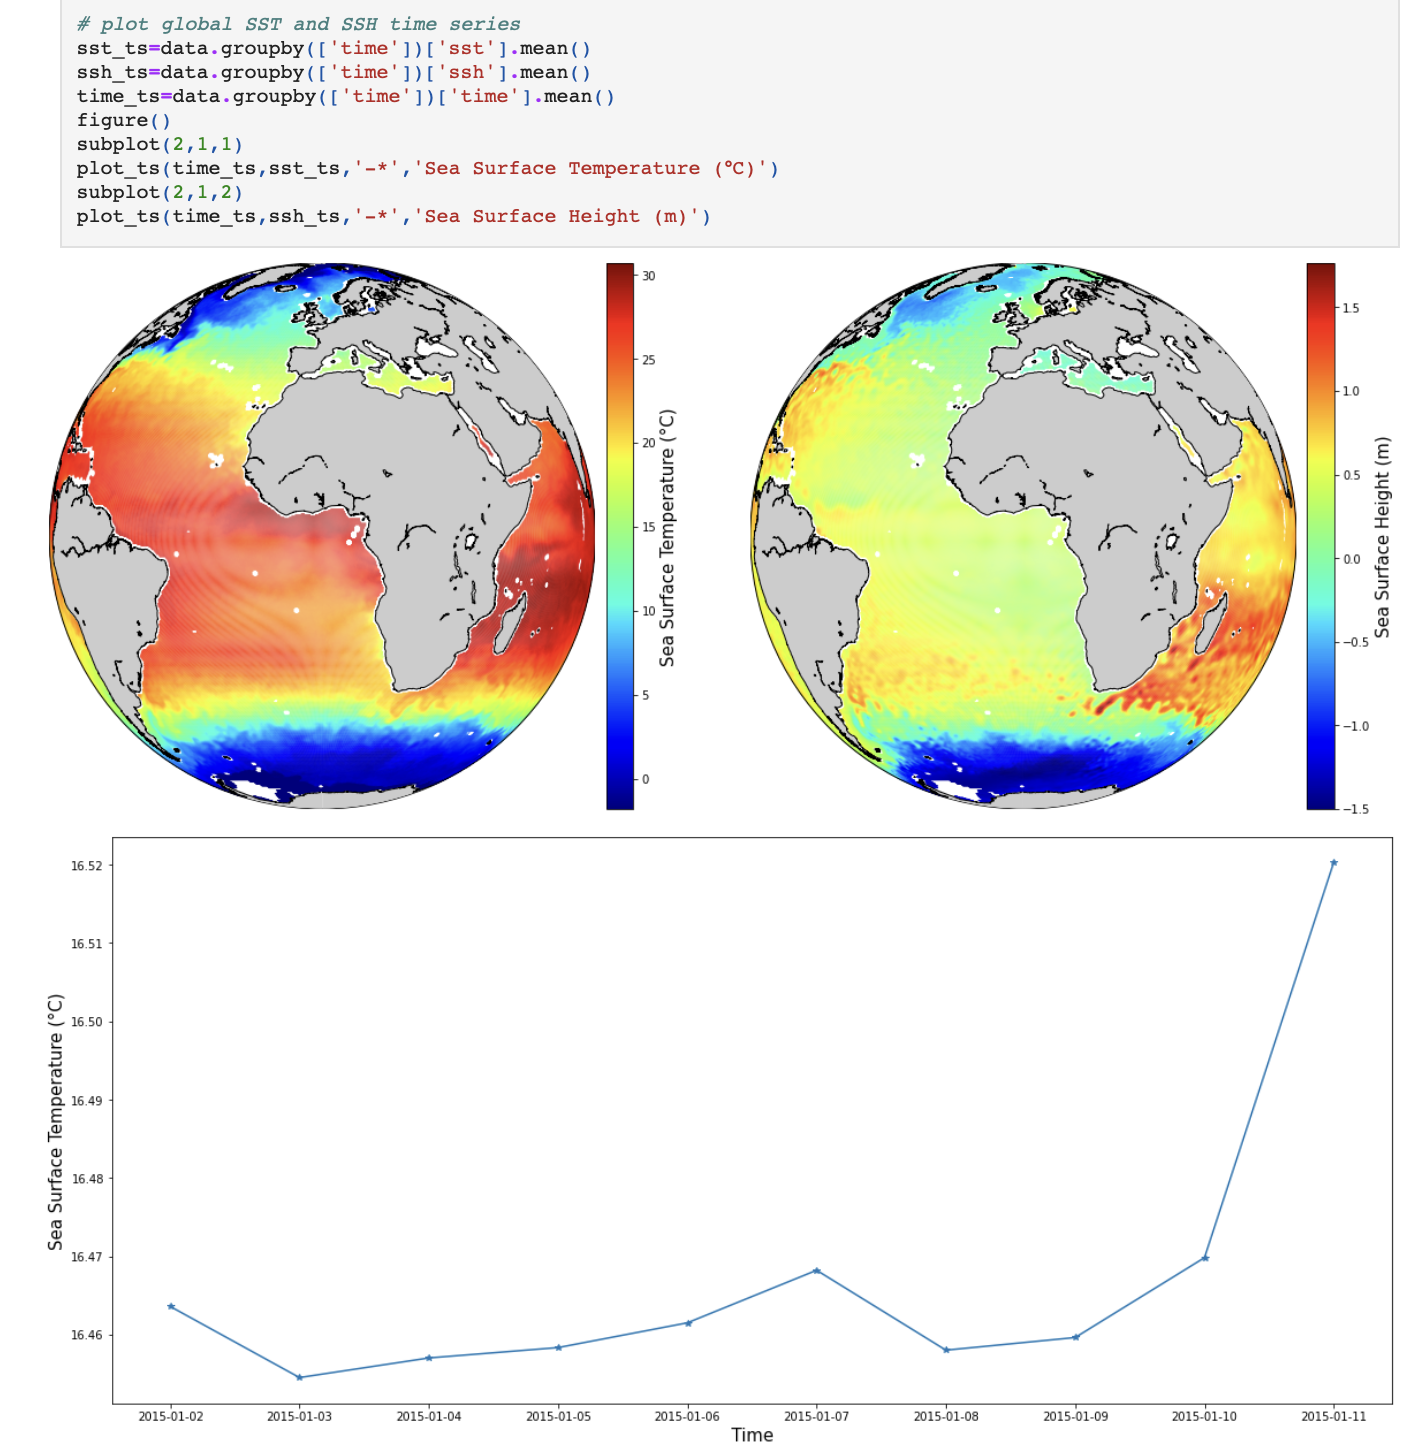 # plot global SST and SSH time series
sst_ts=data.groupby(['time'])['sst'].mean()
ssh_ts=data.groupby(['time'])['ssh'].mean()
time_ts=data.groupby(['time'])['time'].mean()
figure()
subplot(2,1,1)
plot_ts(time_ts,sst_ts,'-*','Sea Surface Temperature (°C)')
subplot(2,1,2)
plot_ts(time_ts,ssh_ts,'-*','Sea Surface Height (m)')
30
25
20
15
10
5
0
Sea Surface Temperature (°C)
1.5
1.0
0.5
0.0
−0.5
−1.0
−1.5
Sea Surface Height (m)
16.52
16.51
16.50
16.49
16.48
16.47
16.46
Sea Surface Temperature (°C)
2015-01-02 2015-01-03 2015-01-04 2015-01-05 2015-01-06 2015-01-07 2015-01-08 2015-01-09 2015-01-10 2015-01-11
Time